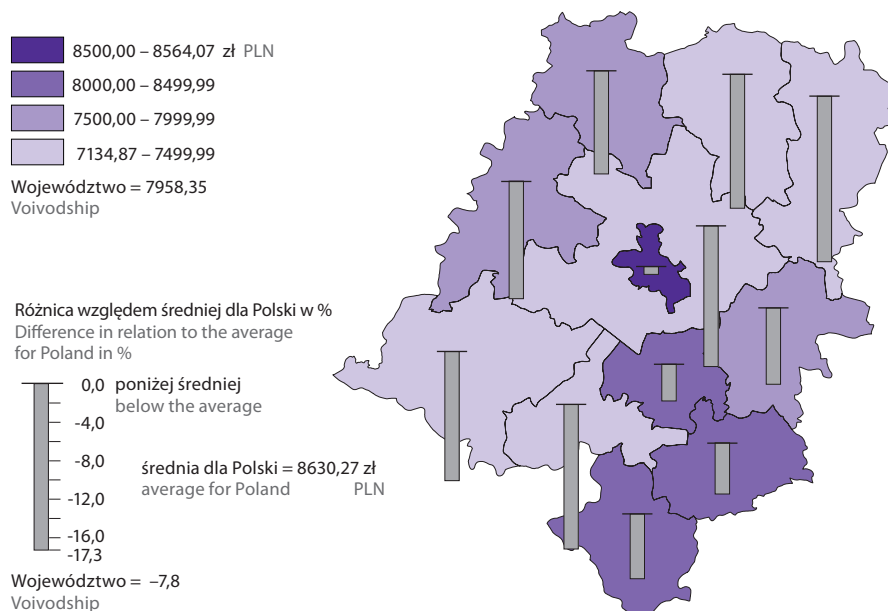 8500,00 – 8564,07 zł PLN
8000,00 – 8499,99
7500,00 – 7999,99
7134,87 – 7499,99
Województwo = 7958,35
Voivodship
Różnica względem średniej dla Polski w %
Difference in relation to the average
for Poland in %
0,0 poniżej średniej
below the average
-4,0
-8,0
średnia dla Polski = 8630,27 zł
average for Poland PLN
-12,0
-16,0
-17,3
Województwo = –7,8
Voivodship